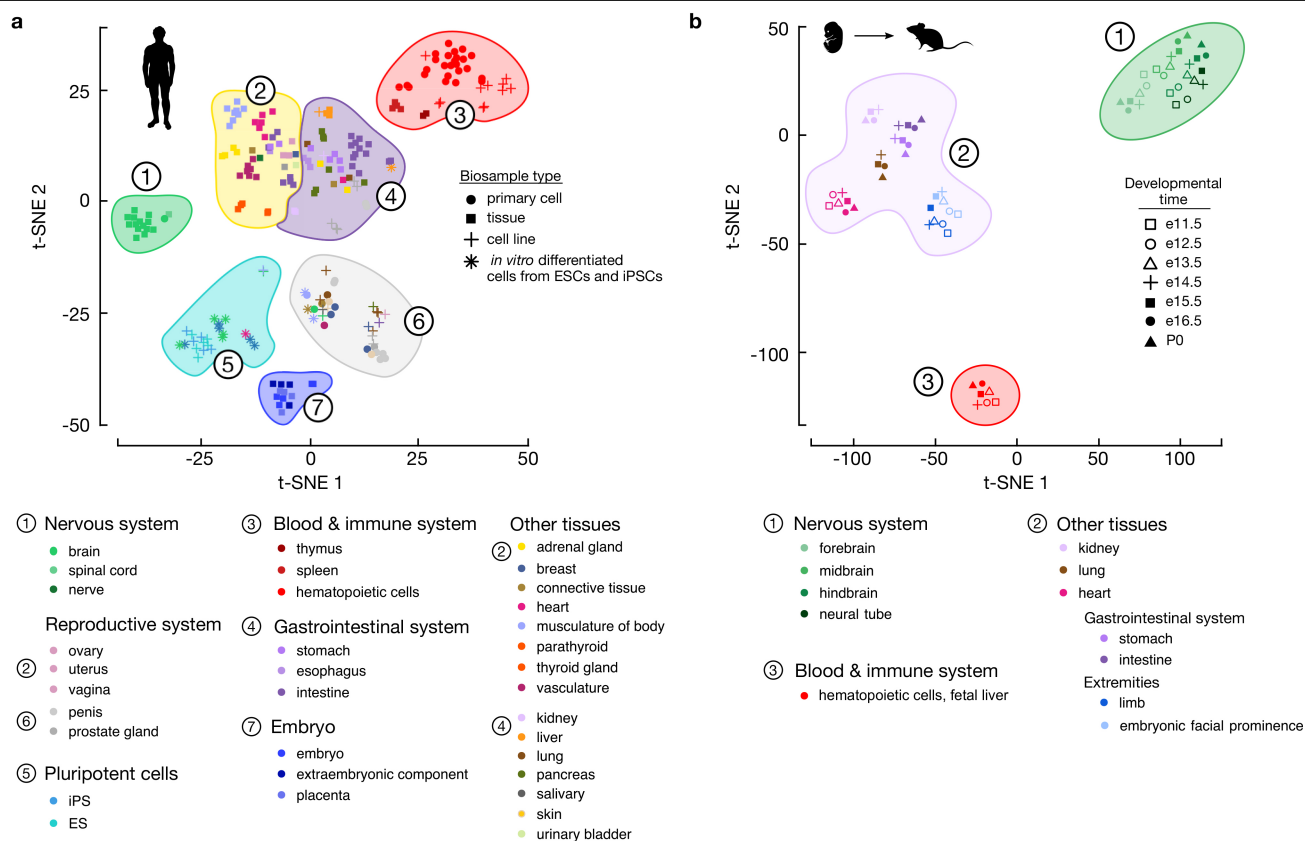 a
25
0
-25
-50
t-SNE 2
-25
0
25
50
t-SNE 1
1
2
3
4
5
6
7
Biosample type
primary cell
tissue
cell line
in vitro differentiated
cells from ESCs and iPSCs
1 Nervous system
brain
spinal cord
nerve
Reproductive system
2
ovary
uterus
vagina
6
penis
prostate gland
5 Pluripotent cells
iPS
ES
3 Blood & immune system
thymus
spleen
hematopoietic cells
4 Gastrointestinal system
stomach
esophagus
intestine
7 Embryo
embryo
extraembryonic component
placenta
Other tissues
2
adrenal gland
breast
connective tissue
heart
musculature of body
parathyroid
thyroid gland
vasculature
4
kidney
liver
lung
pancreas
salivary
skin
urinary bladder
b
50
0
-50
-100
t-SNE 2
-100
-50
0
50
100
t-SNE 1
1
2
3
Developmental
time
e11.5
e12.5
e13.5
e14.5
e15.5
e16.5
P0
1 Nervous system
forebrain
midbrain
hindbrain
neural tube
3 Blood & immune system
hematopoietic cells, fetal liver
2 Other tissues
kidney
lung
heart
Gastrointestinal system
stomach
intestine
Extremities
limb
embryonic facial prominence